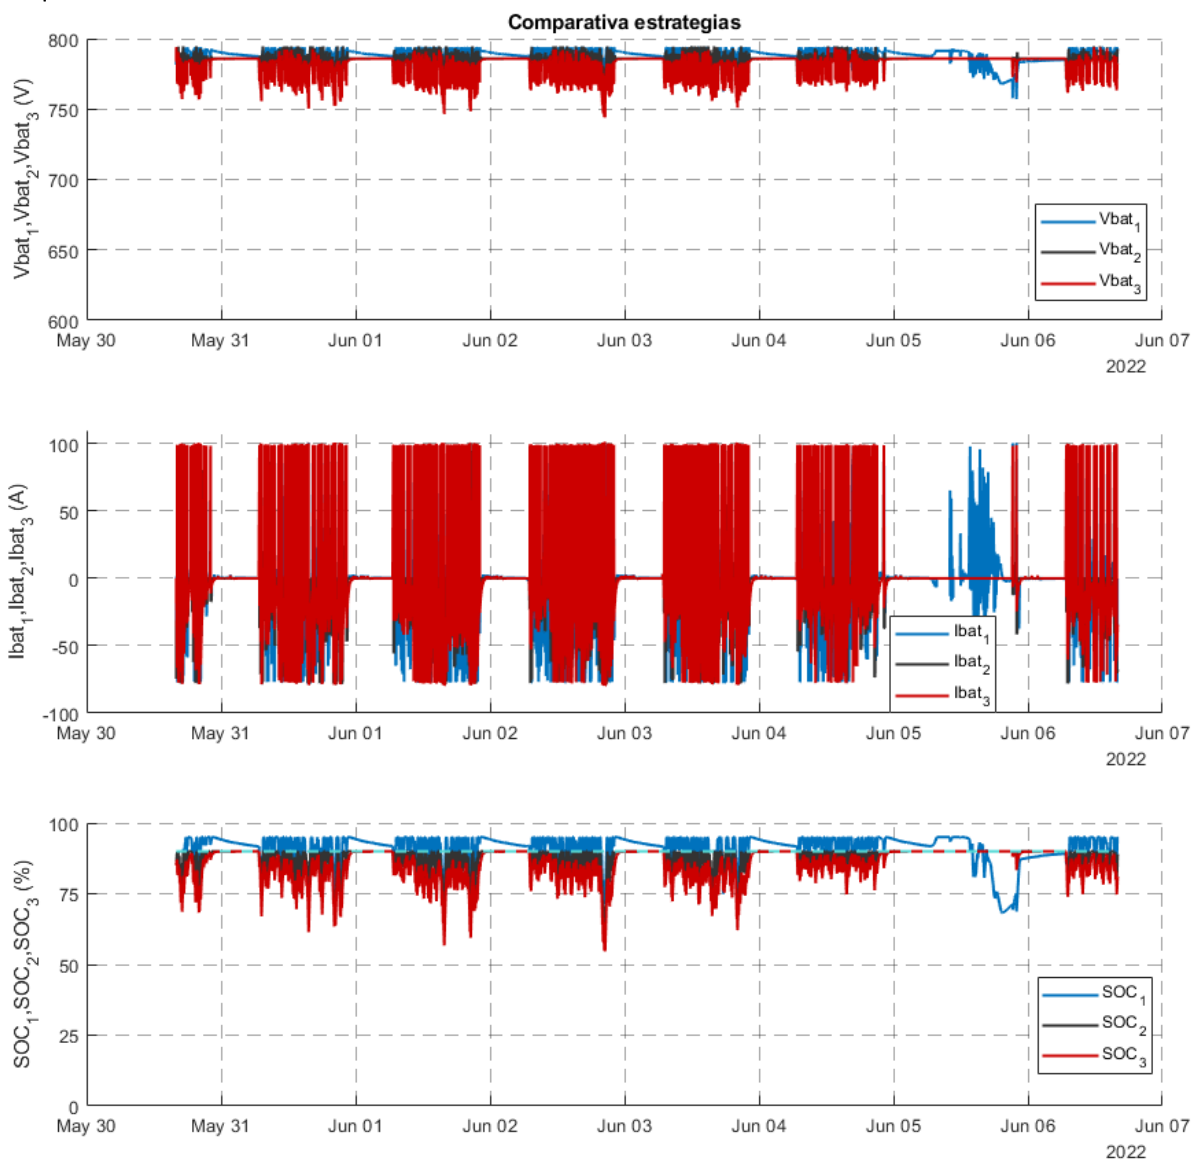 Comparativa estrategias
Vbat1,Vbat2,Vbat3 (V)
800
750
700
650
600
Vbat1
Vbat2
Vbat3
May 30 May 31 Jun 01 Jun 02 Jun 03 Jun 04 Jun 05 Jun 06 Jun 07
2022
Ibat1,Ibat2,Ibat3 (A)
100
50
0
-50
-100
Ibat1
Ibat2
Ibat3
May 30 May 31 Jun 01 Jun 02 Jun 03 Jun 04 Jun 05 Jun 06 Jun 07
2022
SOC1,SOC2,SOC3 (%)
100
75
50
25
0
SOC1
SOC2
SOC3
May 30 May 31 Jun 01 Jun 02 Jun 03 Jun 04 Jun 05 Jun 06 Jun 07
2022